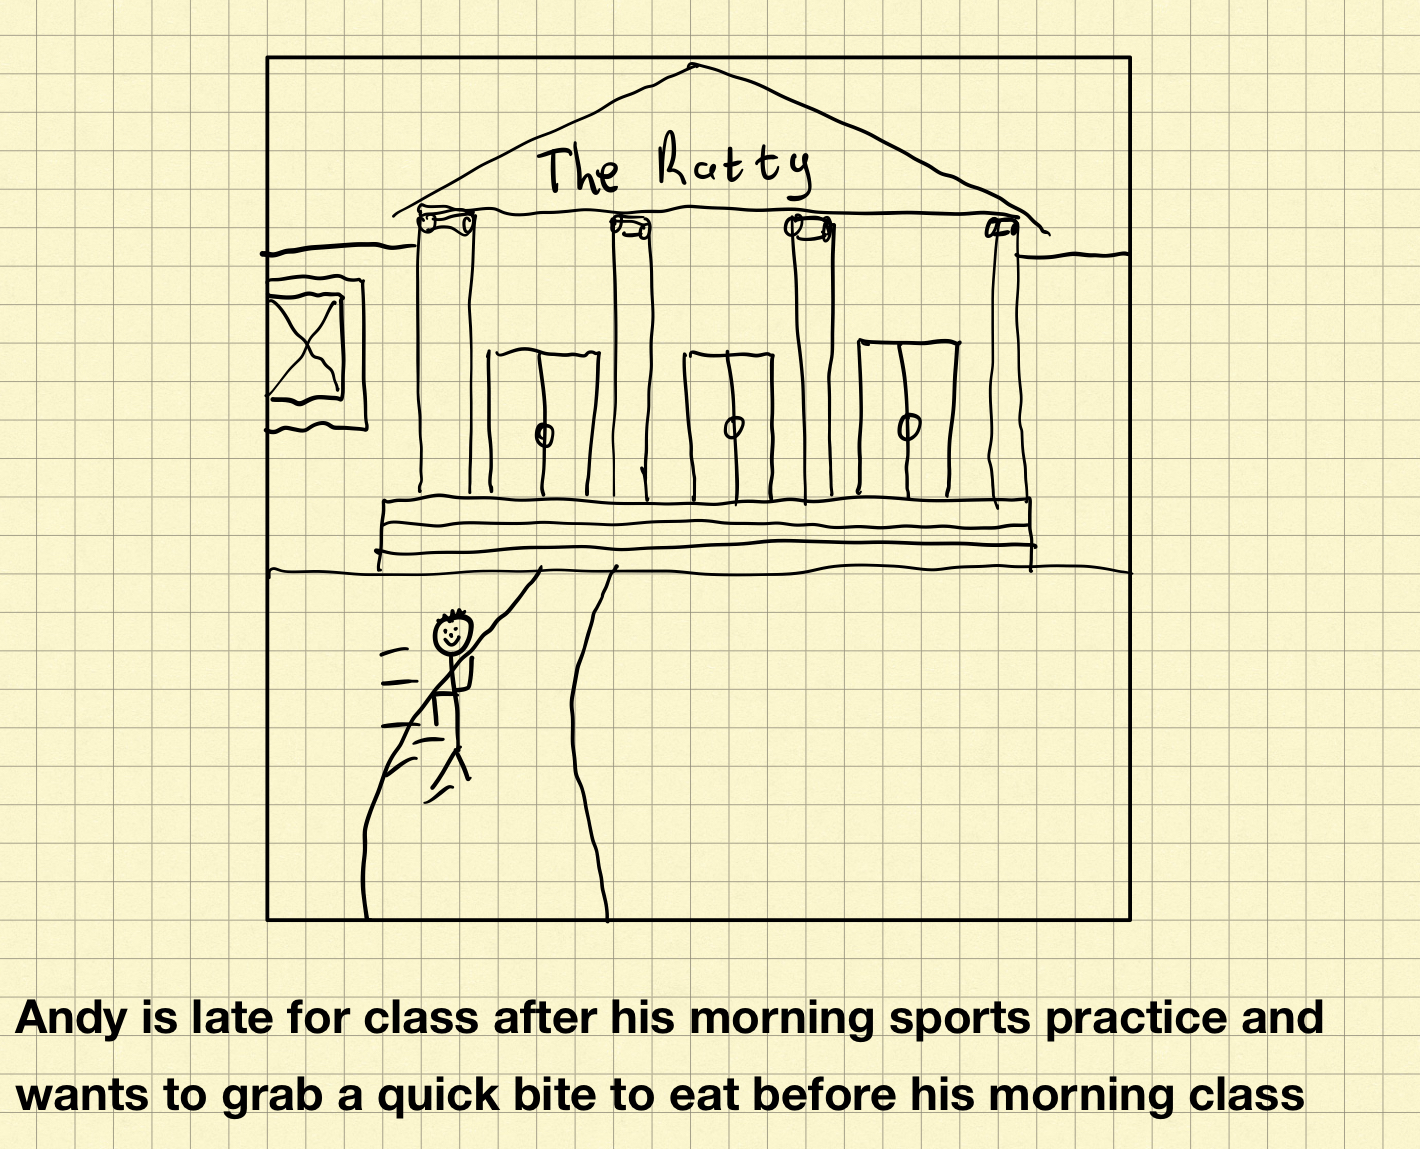 The Ratty
Andy is late for class after his morning sports practice and
wants to grab a quick bite to eat before his morning class